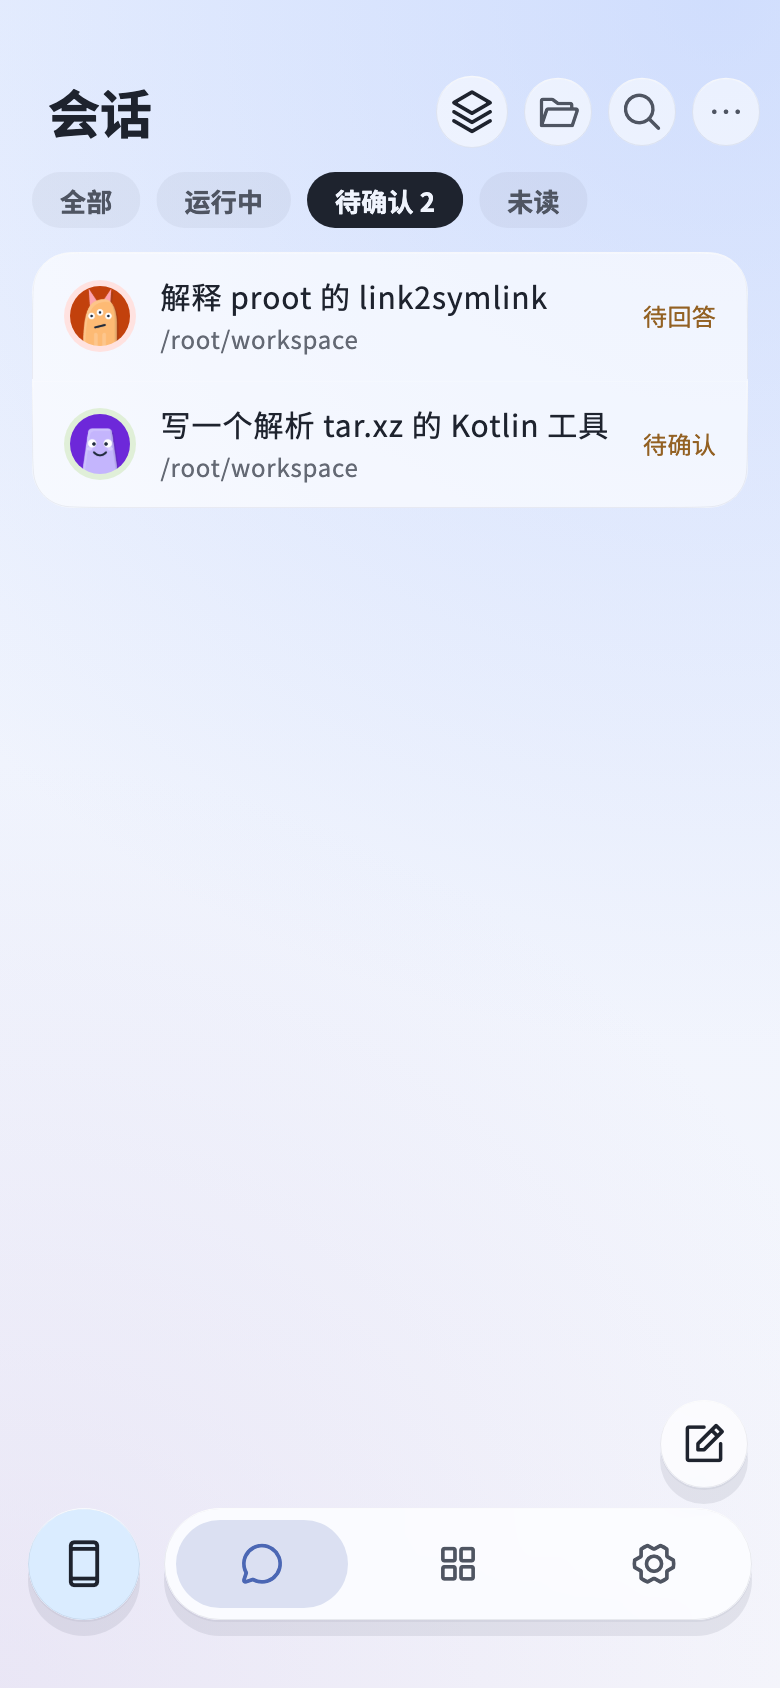 会话
全部
运行中
待确认 2
未读
解释 proot 的 link2symlink
/root/workspace
待回答
写一个解析 tar.xz 的 Kotlin 工具
/root/workspace
待确认